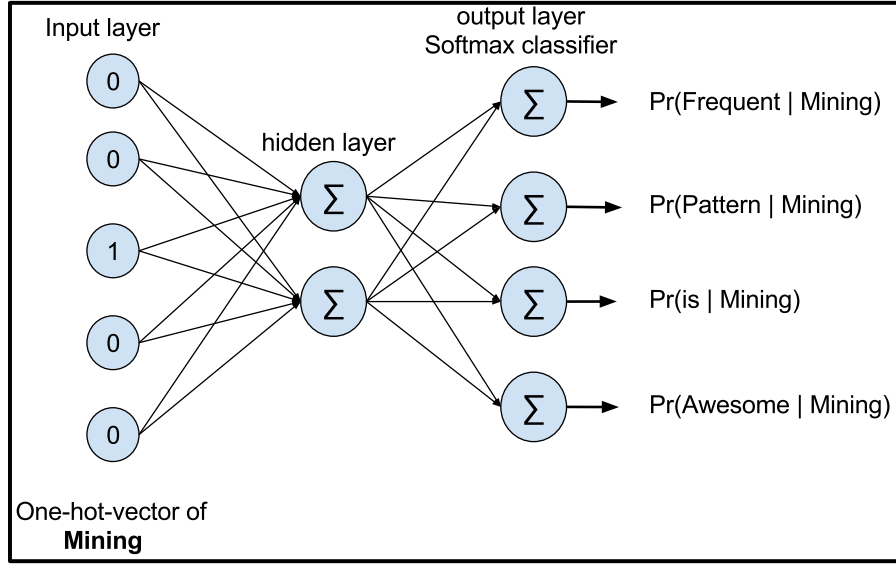 Input layer
0
0
1
0
0
One-hot-vector of
Mining
hidden layer
∑
∑
output layer
Softmax classifier
∑
Pr(Frequent | Mining)
∑
Pr(Pattern | Mining)
∑
Pr(is | Mining)
∑
Pr(Awesome | Mining)